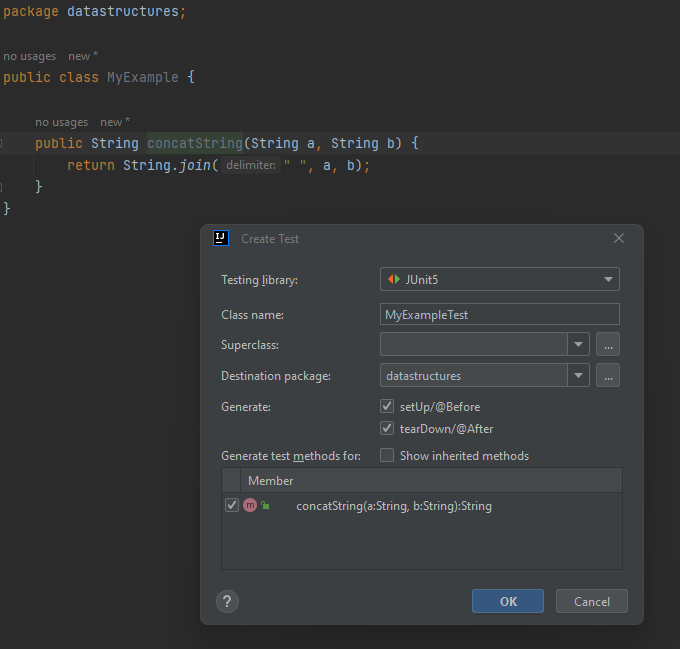 package datastructures;
no usages new *
public class MyExample {
no usages new *
public String concatString(String a, String b) {
return String.join( delimiter: " ", a, b);
}
}
IJ Create Test
Testing library: JUnit5
Class name: MyExampleTest
Superclass: ...
Destination package: datastructures ...
Generate: setUp/@Before
tearDown/@After
Generate test methods for: Show inherited methods
Member
m concatString(a:String, b:String):String
? OK Cancel